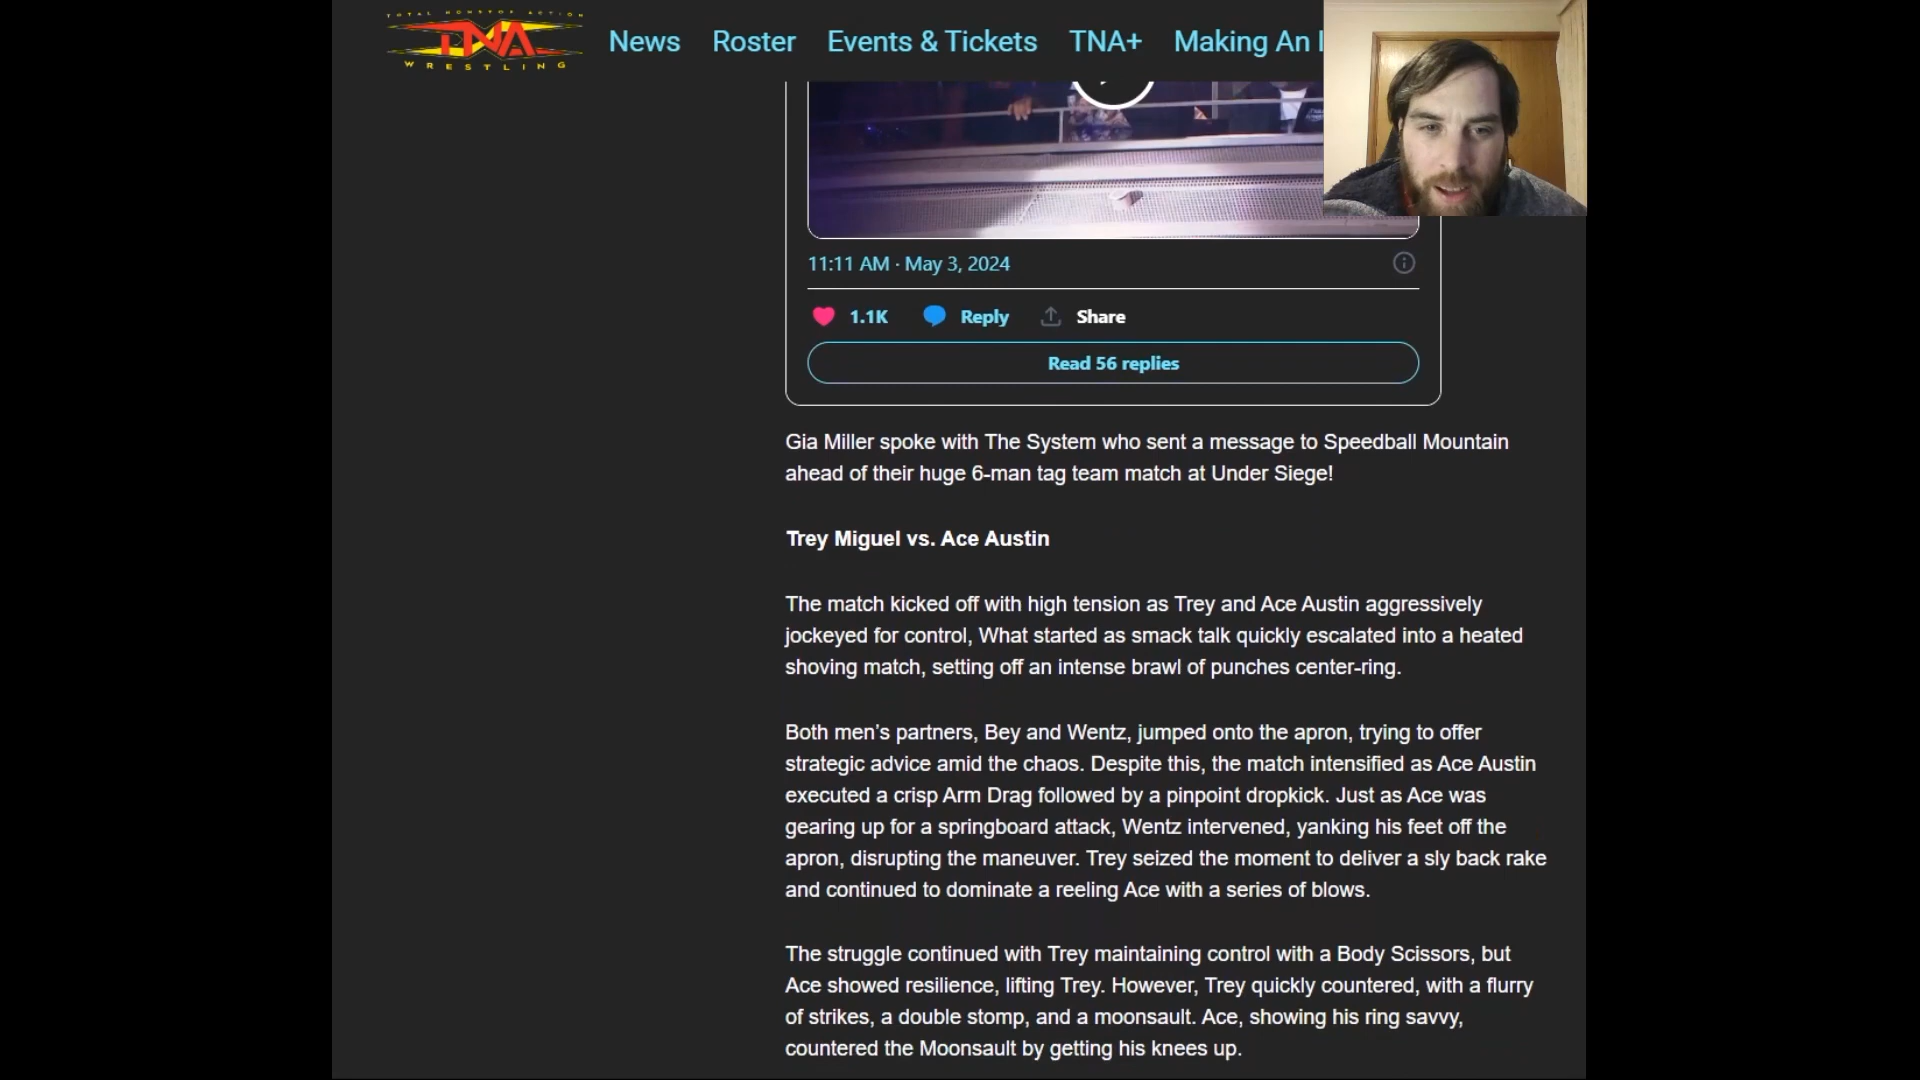 TOTAL NONSTOP ACTION
TNA
WRESTLING
News
Roster
Events & Tickets
TNA+
Making An
11:11 AM · May 3, 2024
1.1K
Reply
Share
Read 56 replies
Gia Miller spoke with The System who sent a message to Speedball Mountain
ahead of their huge 6-man tag team match at Under Siege!
Trey Miguel vs. Ace Austin
The match kicked off with high tension as Trey and Ace Austin aggressively
jockeyed for control, What started as smack talk quickly escalated into a heated
shoving match, setting off an intense brawl of punches center-ring.
Both men’s partners, Bey and Wentz, jumped onto the apron, trying to offer
strategic advice amid the chaos. Despite this, the match intensified as Ace Austin
executed a crisp Arm Drag followed by a pinpoint dropkick. Just as Ace was
gearing up for a springboard attack, Wentz intervened, yanking his feet off the
apron, disrupting the maneuver. Trey seized the moment to deliver a sly back rake
and continued to dominate a reeling Ace with a series of blows.
The struggle continued with Trey maintaining control with a Body Scissors, but
Ace showed resilience, lifting Trey. However, Trey quickly countered, with a flurry
of strikes, a double stomp, and a moonsault. Ace, showing his ring savvy,
countered the Moonsault by getting his knees up.